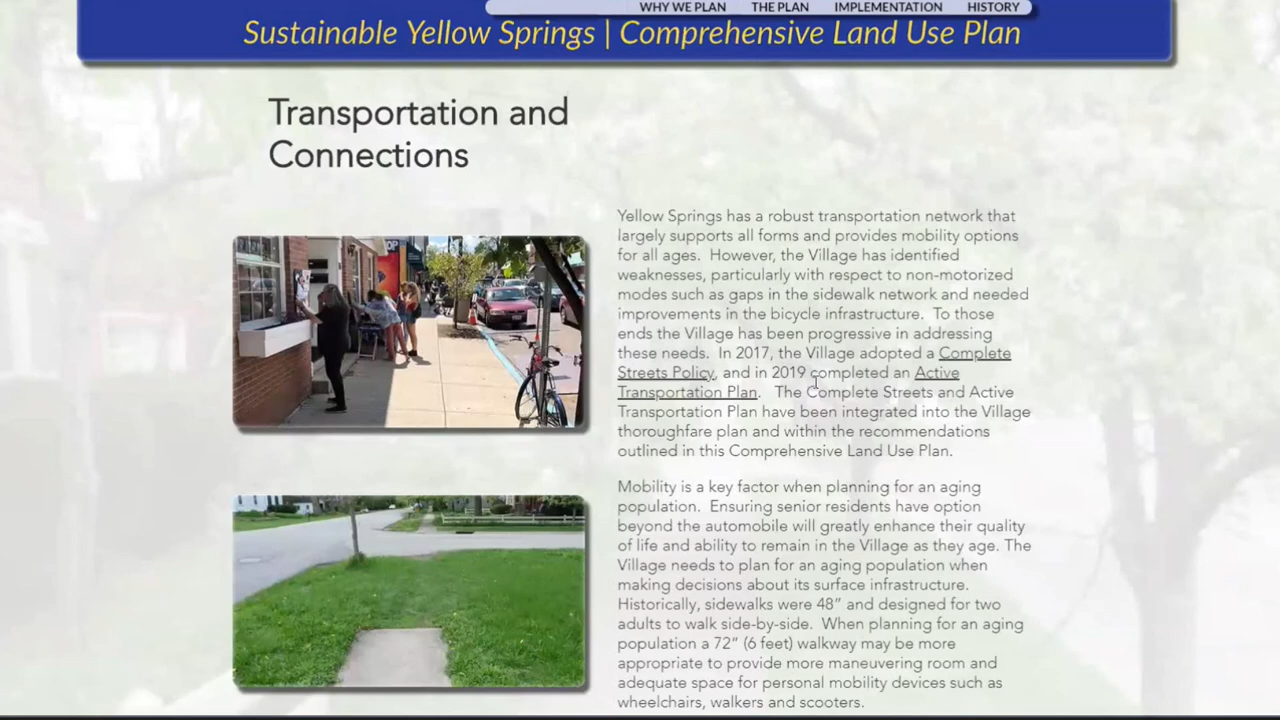 WHY WE PLAN THE PLAN IMPLEMENTATION HISTORY
Sustainable Yellow Springs | Comprehensive Land Use Plan
Transportation and
Connections
Yellow Springs has a robust transportation network that
largely supports all forms and provides mobility options
for all ages. However, the Village has identified
weaknesses, particularly with respect to non-motorized
modes such as gaps in the sidewalk network and needed
improvements in the bicycle infrastructure. To those
ends the Village has been progressive in addressing
these needs. In 2017, the Village adopted a Complete
Streets Policy, and in 2019 completed an Active
Transportation Plan. The Complete Streets and Active
Transportation Plan have been integrated into the Village
thoroughfare plan and within the recommendations
outlined in this Comprehensive Land Use Plan.
Mobility is a key factor when planning for an aging
population. Ensuring senior residents have option
beyond the automobile will greatly enhance their quality
of life and ability to remain in the Village as they age. The
Village needs to plan for an aging population when
making decisions about its surface infrastructure.
Historically, sidewalks were 48” and designed for two
adults to walk side-by-side. When planning for an aging
population a 72” (6 feet) walkway may be more
appropriate to provide more maneuvering room and
adequate space for personal mobility devices such as
wheelchairs, walkers and scooters.